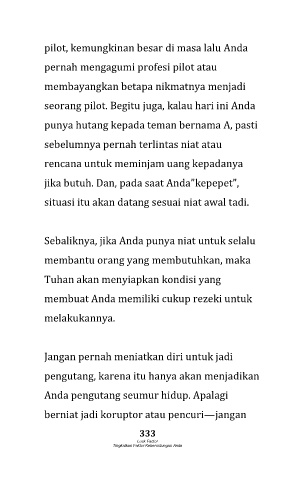 pilot, kemungkinan besar di masa lalu Anda
pernah mengagumi profesi pilot atau
membayangkan betapa nikmatnya menjadi
seorang pilot. Begitu juga, kalau hari ini Anda
punya hutang kepada teman bernama A, pasti
sebelumnya pernah terlintas niat atau
rencana untuk meminjam uang kepadanya
jika butuh. Dan, pada saat Anda”kepepet”,
situasi itu akan datang sesuai niat awal tadi.
Sebaliknya, jika Anda punya niat untuk selalu
membantu orang yang membutuhkan, maka
Tuhan akan menyiapkan kondisi yang
membuat Anda memiliki cukup rezeki untuk
melakukannya.
Jangan pernah meniatkan diri untuk jadi
pengutang, karena itu hanya akan menjadikan
Anda pengutang seumur hidup. Apalagi
berniat jadi koruptor atau pencuri—jangan
333
Luck Factor
Tingkatkan Faktor Keberuntungan Anda